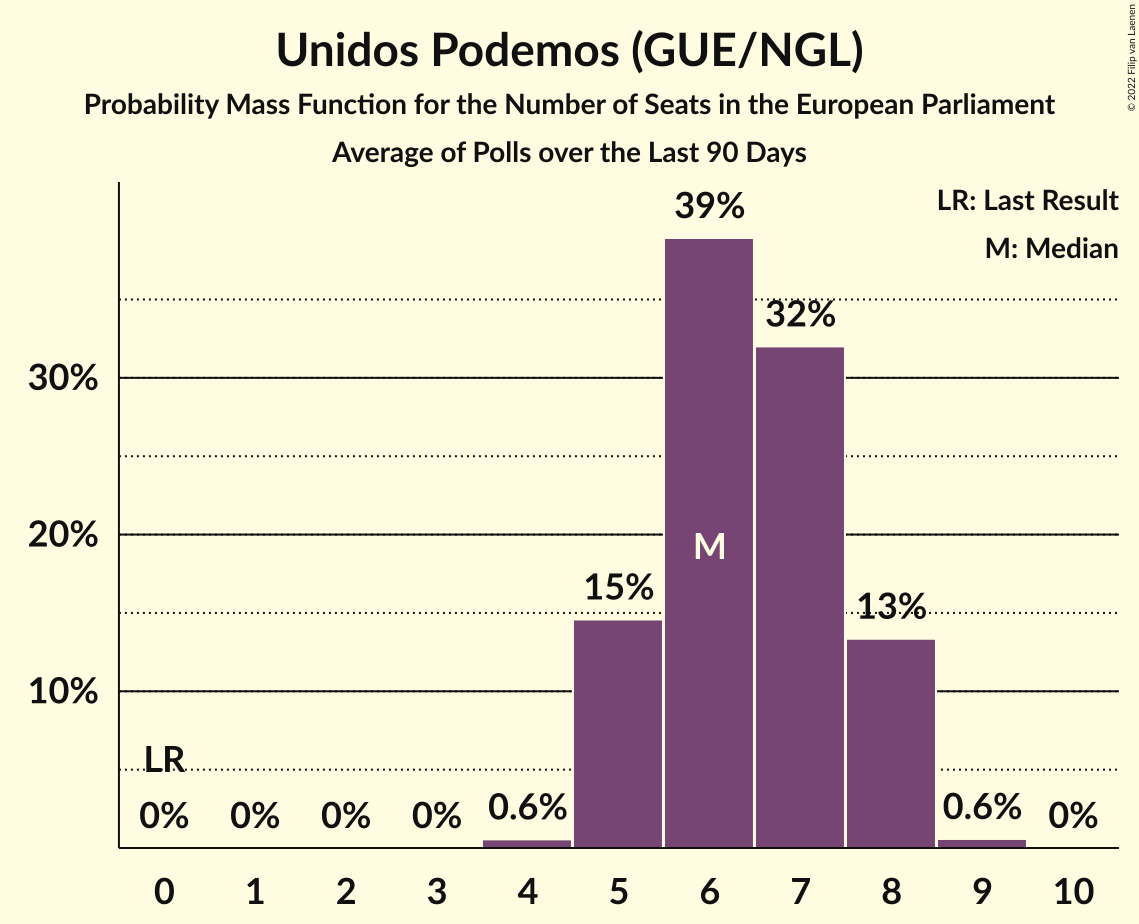 Unidos Podemos (GUE/NGL)
Probability Mass Function for the Number of Seats in the European Parliament
Average of Polls over the Last 90 Days
© 2022 Filip van Laenen
LR: Last Result
M: Median
39%
32%
30%
20%
M
15%
13%
10%
LR
0%
0%
0%
0%
0.6%
0.6%
0%
0 1 2 3 4 5 6 7 8 9 10